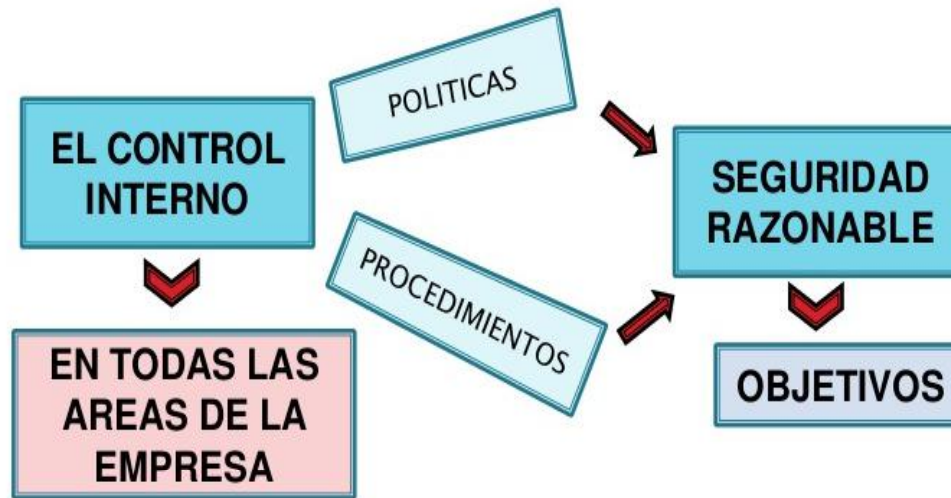 EL CONTROL
INTERNO
POLITICAS
PROCEDIMIENTOS
SEGURIDAD
RAZONABLE
EN TODAS LAS
AREAS DE LA
EMPRESA
OBJETIVOS